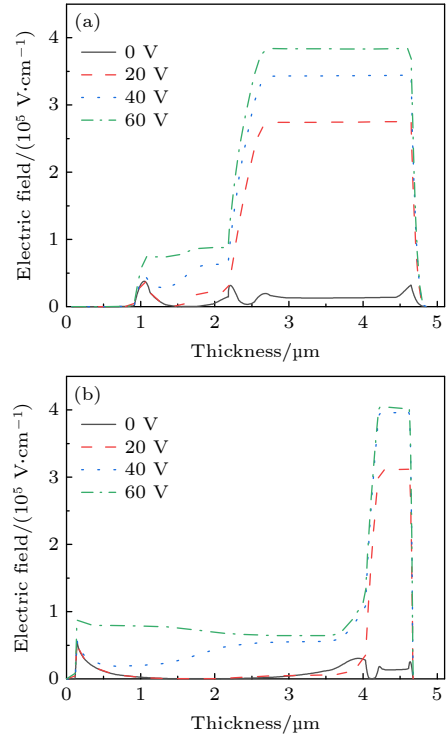 (a)
0 V
20 V
40 V
60 V
Electric field/(10⁵ V·cm⁻¹)
4
3
2
1
0
0 1 2 3 4 5
Thickness/µm
(b)
0 V
20 V
40 V
60 V
Electric field/(10⁵ V·cm⁻¹)
4
3
2
1
0
0 1 2 3 4 5
Thickness/µm